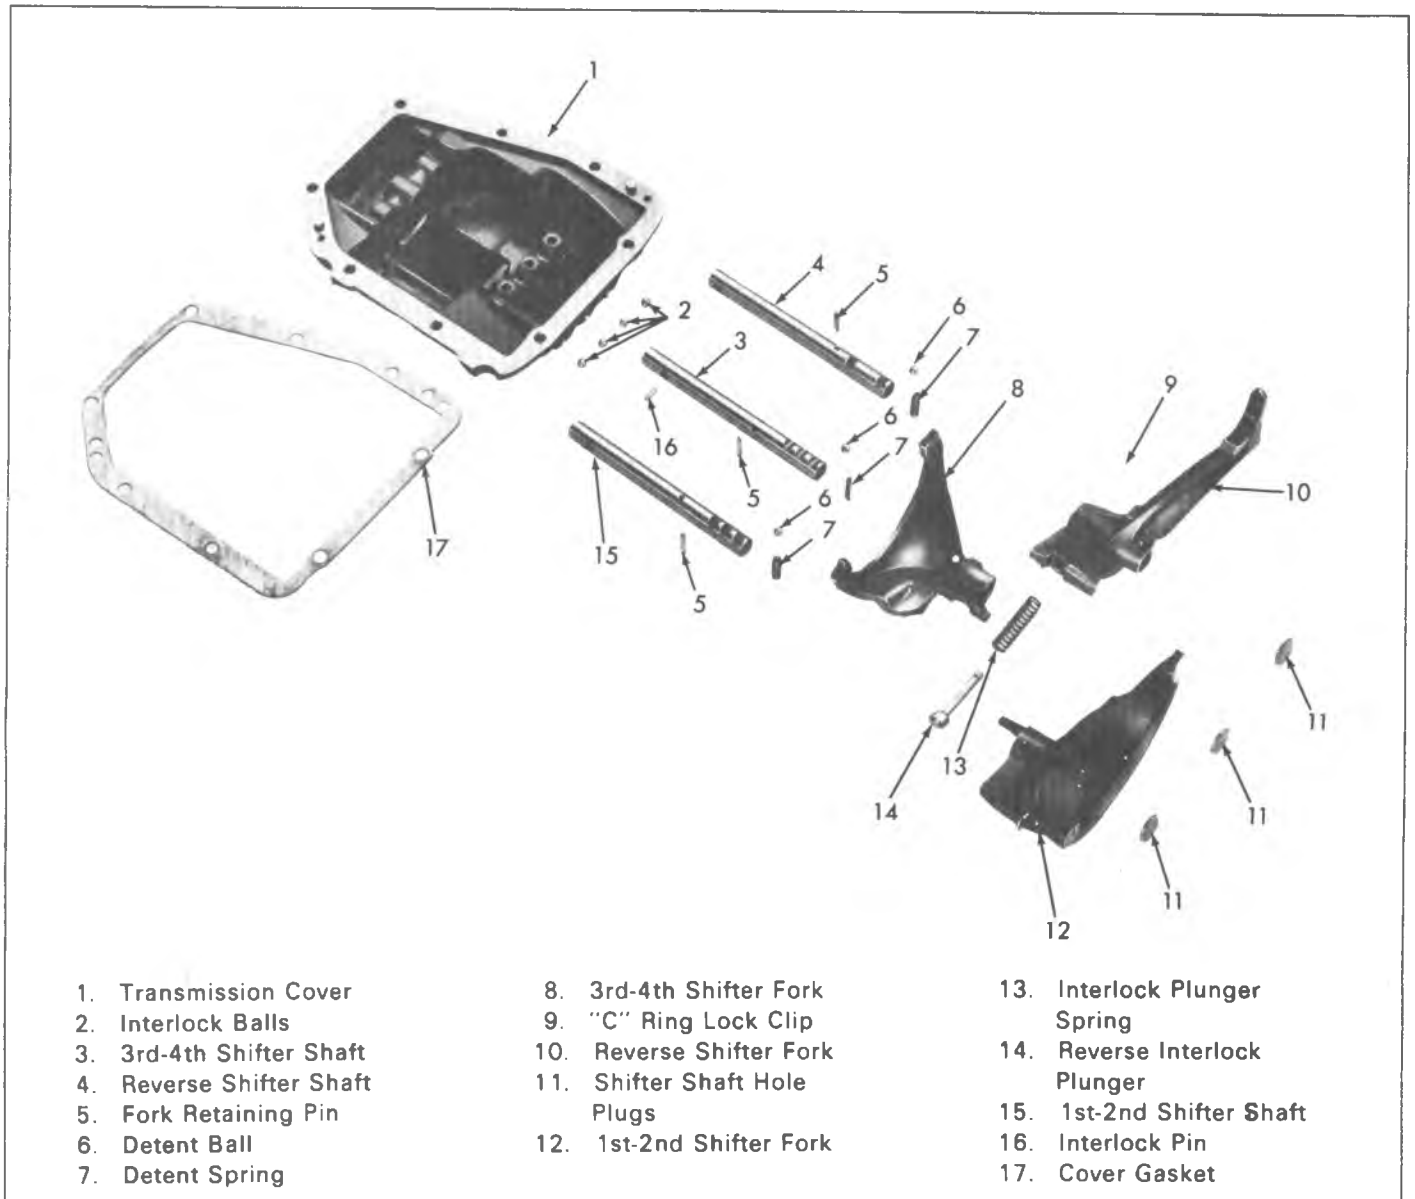 1
4
5
6
2
7
3
8
9
6
16
7
5
6
10
17
15
7
5
11
13
14
11
11
12
1. Transmission Cover
2. Interlock Balls
3. 3rd-4th Shifter Shaft
4. Reverse Shifter Shaft
5. Fork Retaining Pin
6. Detent Ball
7. Detent Spring
8. 3rd-4th Shifter Fork
9. "C" Ring Lock Clip
10. Reverse Shifter Fork
11. Shifter Shaft Hole
Plugs
12. 1st-2nd Shifter Fork
13. Interlock Plunger
Spring
14. Reverse Interlock
Plunger
15. 1st-2nd Shifter Shaft
16. Interlock Pin
17. Cover Gasket